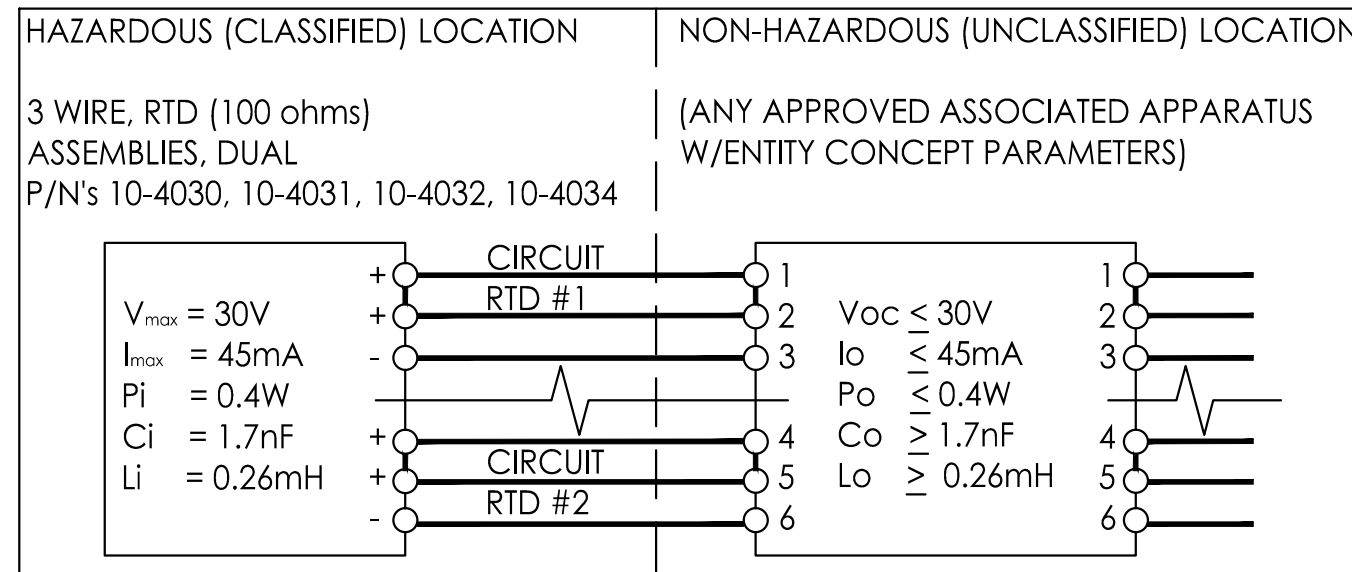 HAZARDOUS (CLASSIFIED) LOCATION
3 WIRE, RTD (100 ohms)
ASSEMBLIES, DUAL
P/N's 10-4030, 10-4031, 10-4032, 10-4034
NON-HAZARDOUS (UNCLASSIFIED) LOCATION
(ANY APPROVED ASSOCIATED APPARATUS
W/ENTITY CONCEPT PARAMETERS)
Vmax = 30V
Imax = 45mA
Pi = 0.4W
Ci = 1.7nF
Li = 0.26mH
+
+
-
+
+
-
CIRCUIT
RTD #1
CIRCUIT
RTD #2
1
2
3
4
5
6
Voc ≤ 30V
Io ≤ 45mA
Po ≤ 0.4W
Co ≥ 1.7nF
Lo ≥ 0.26mH
1
2
3
4
5
6